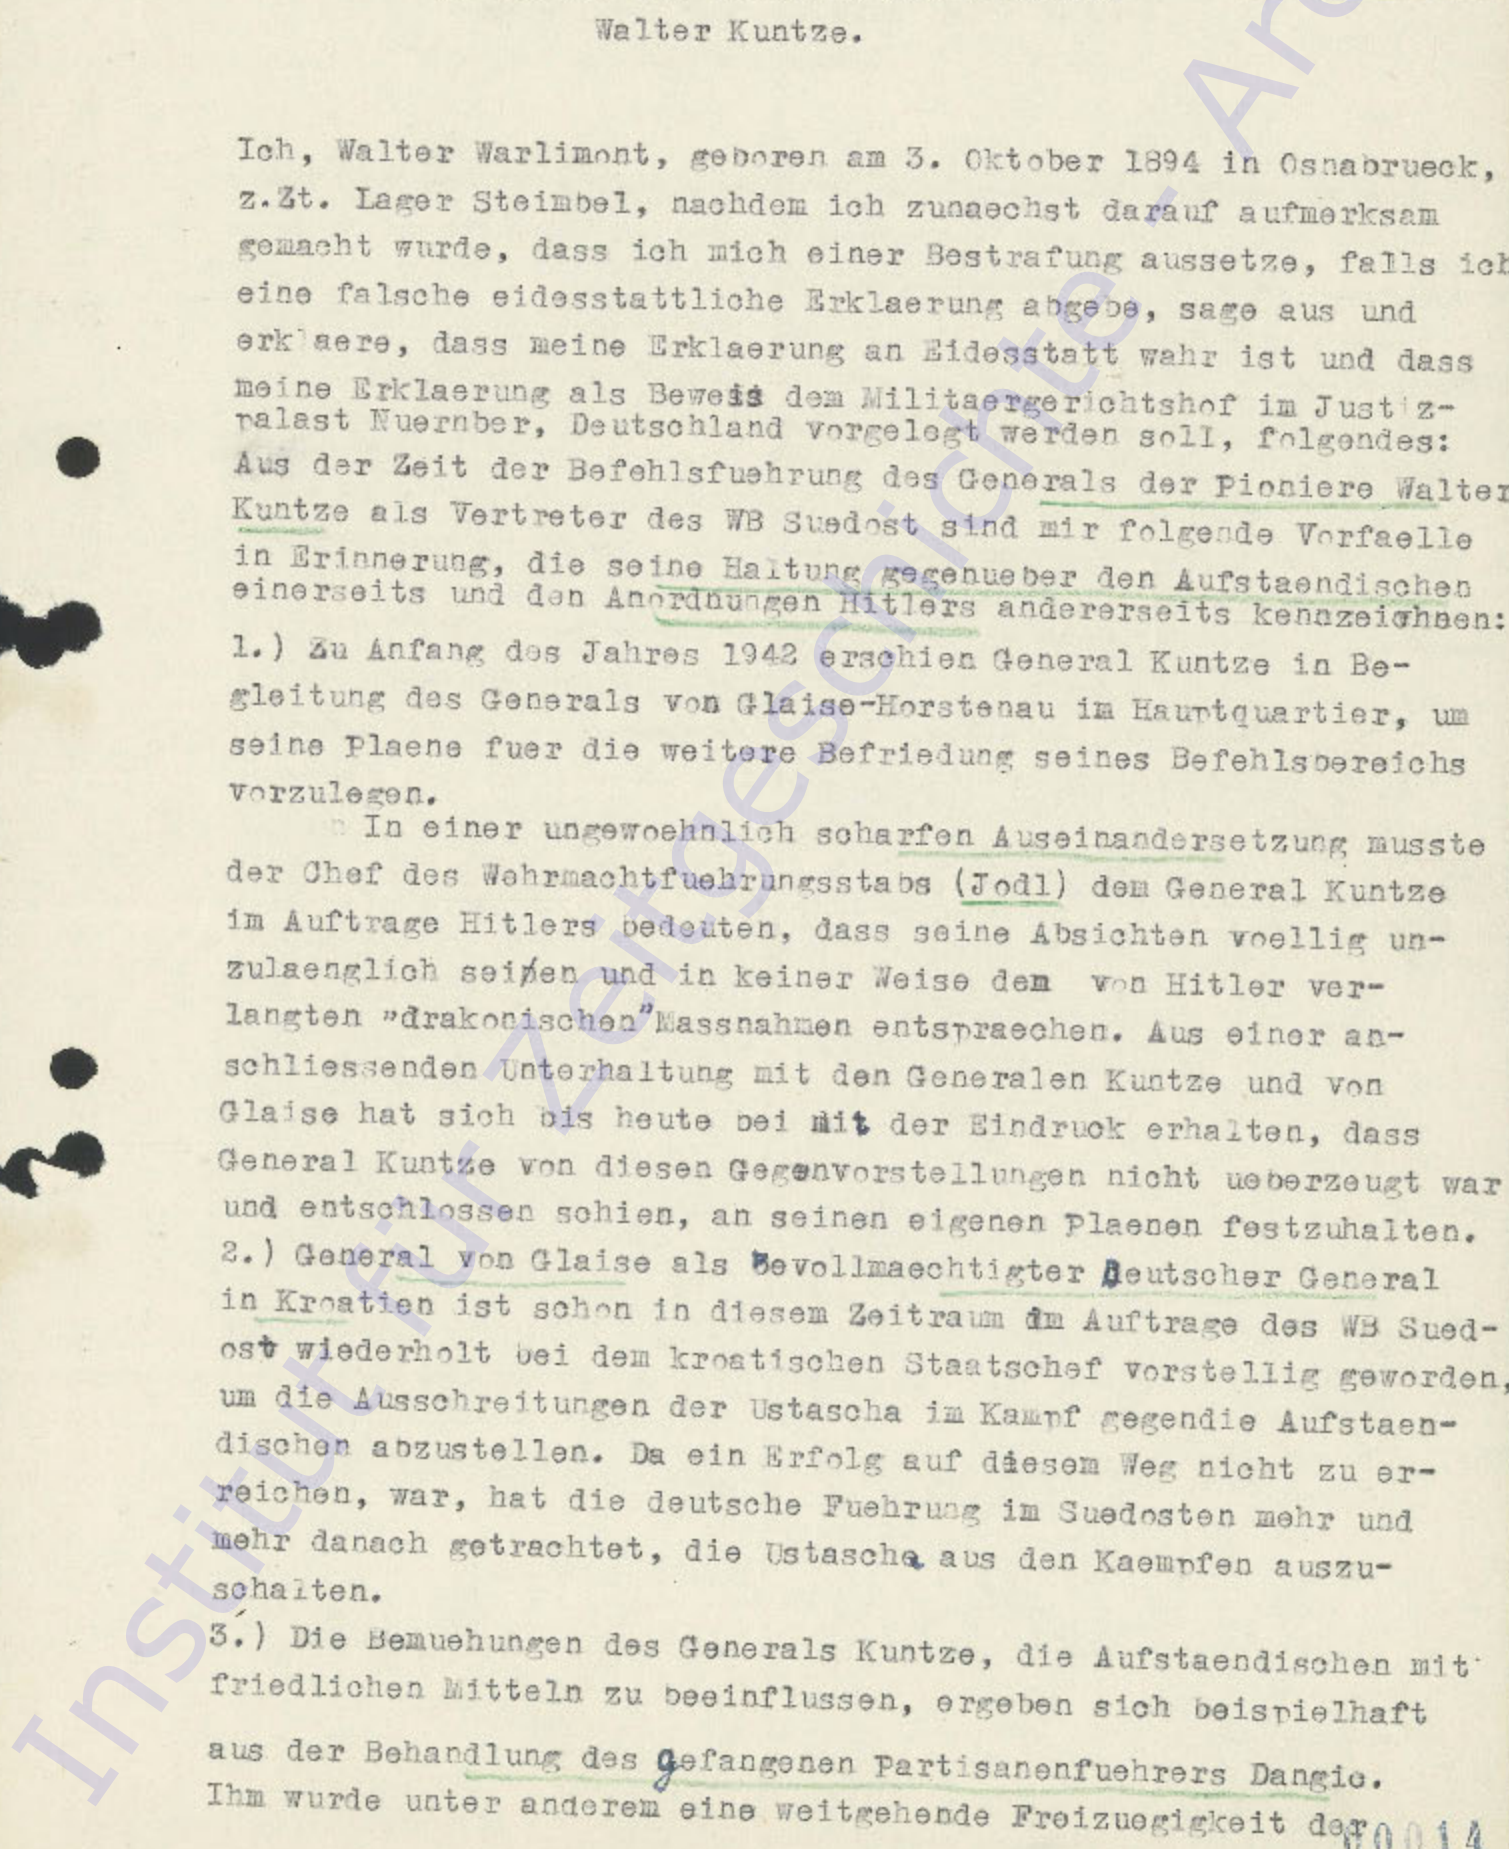 Walter Kuntze.
Ich, Walter Warlimont, geboren am 3. Oktober 1894 in Osnabrueck,
z.Zt. Lager Steimbel, nachdem ich zunaechst darauf aufmerksam
gemacht wurde, dass ich mich einer Bestrafung aussetze, falls ich
eine falsche eidesstattliche Erklaerung abgebe, sage aus und
erklaere, dass meine Erklaerung an Eidesstatt wahr ist und dass
meine Erklaerung als Beweis dem Militaergerichtshof im Justiz-
palast Nuernber, Deutschland vorgelegt werden soll, folgendes:
Aus der Zeit der Befehlsfuehrung des Generals der Pioniere Walter
Kuntze als Vertreter des WB Suedost sind mir folgende Vorfaelle
in Erinnerung, die seine Haltung gegenueber den Aufstaendischen
einerseits und den Anordnungen Hitlers andererseits kennzeichnen:
1.) Zu Anfang des Jahres 1942 erschien General Kuntze in Be-
gleitung des Generals von Glaise-Horstenau im Hauptquartier, um
seine Plaene fuer die weitere Befriedung seines Befehlsbereichs
vorzulegen.
In einer ungewoehnlich scharfen Auseinandersetzung musste
der Chef des Wehrmachtfuehrungsstabs (Jodl) dem General Kuntze
im Auftrage Hitlers bedeuten, dass seine Absichten voellig un-
zulaenglich seien und in keiner Weise den von Hitler ver-
langten "drakonischen" Massnahmen entspraechen. Aus einer an-
schliessenden Unterhaltung mit den Generalen Kuntze und von
Glaise hat sich bis heute bei mit der Eindruck erhalten, dass
General Kuntze von diesen Gegenvorstellungen nicht ueberzeugt war
und entschlossen schien, an seinen eigenen Plaenen festzuhalten.
2.) General von Glaise als Bevollmaechtigter Deutscher General
in Kroatien ist schon in diesem Zeitraum im Auftrage des WB Sued-
ost wiederholt bei dem kroatischen Staatschef vorstellig geworden,
um die Ausschreitungen der Ustascha im Kampf gegendie Aufstaen-
dischen abzustellen. Da ein Erfolg auf diesem Weg nicht zu er-
reichen, war, hat die deutsche Fuehrung im Suedosten mehr und
mehr danach getrachtet, die Ustascha aus den Kaempfen auszu-
schalten.
3.) Die Bemuehungen des Generals Kuntze, die Aufstaendischen mit
friedlichen Mitteln zu beeinflussen, ergeben sich beispielhaft
aus der Behandlung des gefangenen Partisanenfuehrers Dangic.
Ihm wurde unter anderem eine weitgehende Freizuegigkeit der
00014
Institut für Zeitgeschichte - Arc